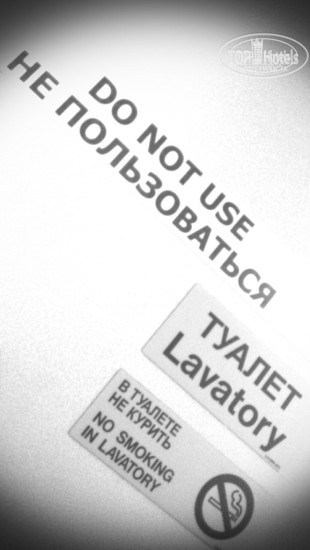 DO NOT USE
НЕ ПОЛЬЗОВАТЬСЯ
ТУАЛЕТ
Lavatory
В ТУАЛЕТЕ
НЕ КУРИТЬ
NO SMOKING
IN LAVATORY
TOP Hotels